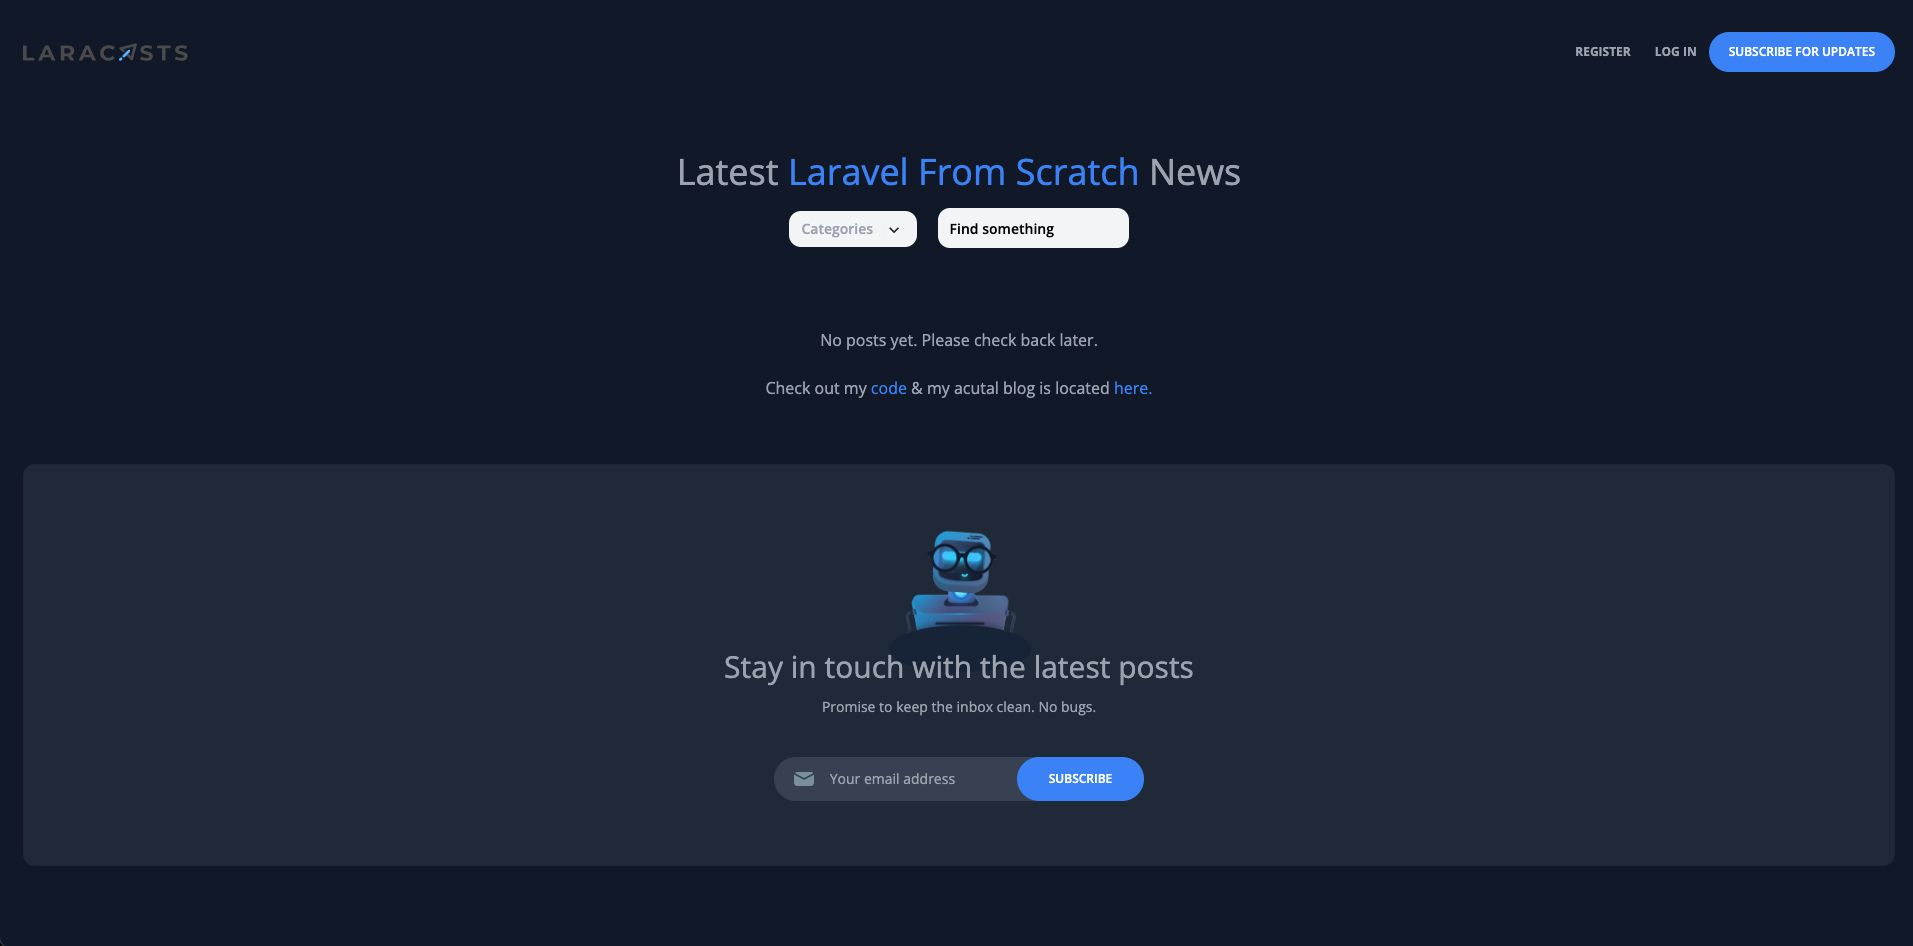 LARACASTS
REGISTER LOG IN SUBSCRIBE FOR UPDATES
Latest Laravel From Scratch News
Categories Find something
No posts yet. Please check back later.
Check out my code & my acutal blog is located here.
Stay in touch with the latest posts
Promise to keep the inbox clean. No bugs.
Your email address SUBSCRIBE